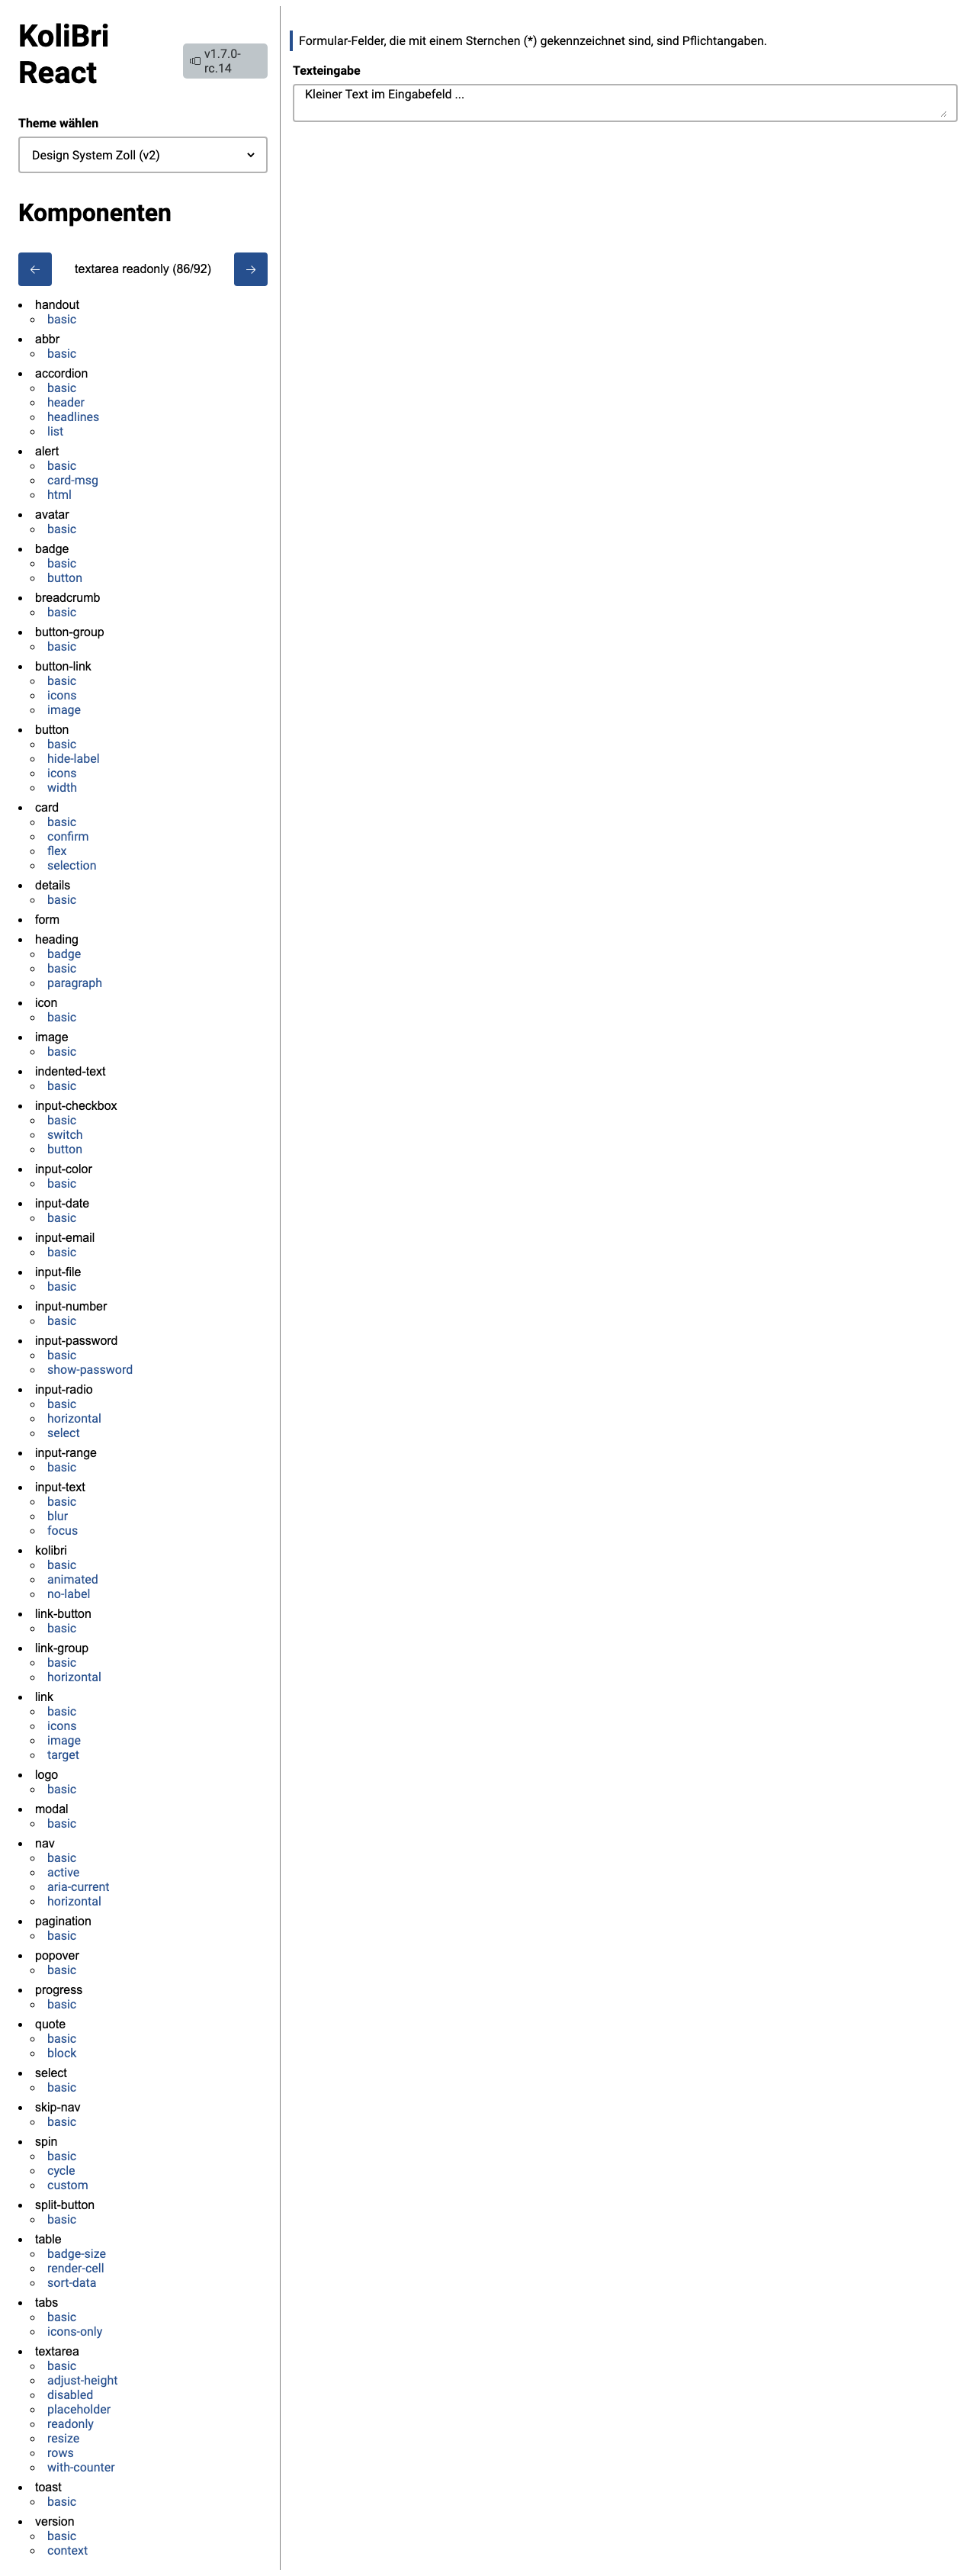 KoliBri
React
v1.7.0-
rc.14
Theme wählen
Design System Zoll (v2)
Komponenten
textarea readonly (86/92)
handout
basic
abbr
basic
accordion
basic
header
headlines
list
alert
basic
card-msg
html
avatar
basic
badge
basic
button
breadcrumb
basic
button-group
basic
button-link
basic
icons
image
button
basic
hide-label
icons
width
card
basic
confirm
flex
selection
details
basic
form
heading
badge
basic
paragraph
icon
basic
image
basic
indented-text
basic
input-checkbox
basic
switch
button
input-color
basic
input-date
basic
input-email
basic
input-file
basic
input-number
basic
input-password
basic
show-password
input-radio
basic
horizontal
select
input-range
basic
input-text
basic
blur
focus
kolibri
basic
animated
no-label
link-button
basic
link-group
basic
horizontal
link
basic
icons
image
target
logo
basic
modal
basic
nav
basic
active
aria-current
horizontal
pagination
basic
popover
basic
progress
basic
quote
basic
block
select
basic
skip-nav
basic
spin
basic
cycle
custom
split-button
basic
table
badge-size
render-cell
sort-data
tabs
basic
icons-only
textarea
basic
adjust-height
disabled
placeholder
readonly
resize
rows
with-counter
toast
basic
version
basic
context
Formular-Felder, die mit einem Sternchen (*) gekennzeichnet sind, sind Pflichtangaben.
Texteingabe
Kleiner Text im Eingabefeld ...